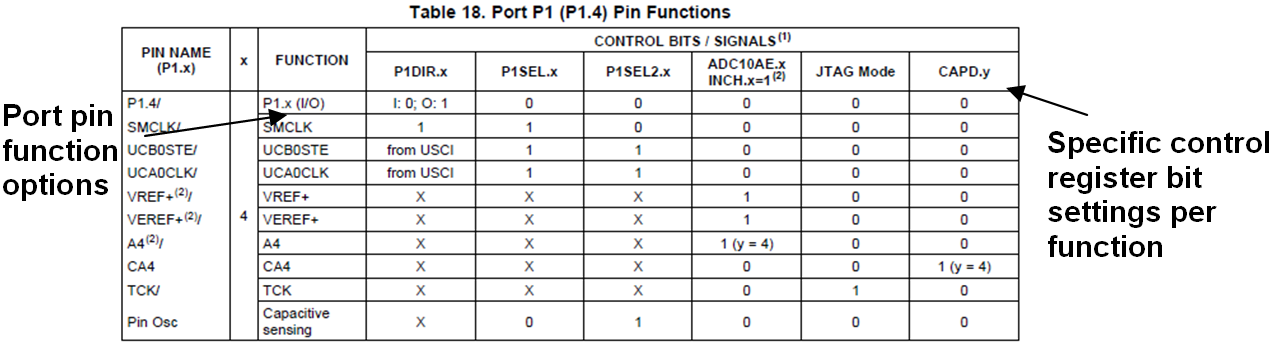 Table 18. Port P1 (P1.4) Pin Functions
PIN NAME (P1.x) x FUNCTION CONTROL BITS / SIGNALS(1)
P1DIR.x P1SEL.x P1SEL2.x ADC10AE.x INCH.x=1(2) JTAG Mode CAPD.y
P1.4/ P1.x (I/O) I: 0; O: 1 0 0 0 0 0
SMCLK/ SMCLK 1 1 0 0 0 0
UCB0STE/ UCB0STE from USCI 1 1 0 0 0
UCA0CLK/ UCA0CLK from USCI 1 1 0 0 0
VREF+(2)/ VREF+ X X X 1 0 0
VEREF+(2)/ 4 VEREF+ X X X 1 0 0
A4(2)/ A4 X X X 1 (y = 4) 0 0
CA4 CA4 X X X 0 0 1 (y = 4)
TCK/ TCK X X X 0 1 0
Pin Osc Capacitive sensing X 0 1 0 0 0
Port pin
function
options
Specific control
register bit
settings per
function